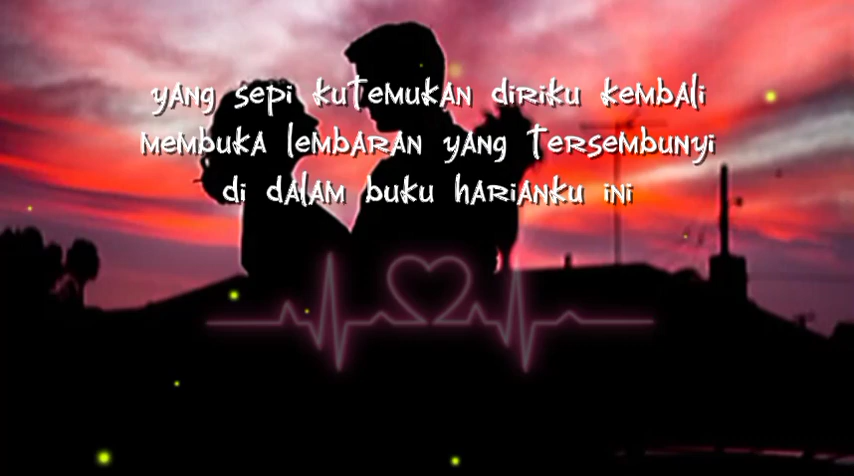 yang sepi kutemukan diriku kembali
membuka lembaran yang tersembunyi
di dalam buku harianku ini